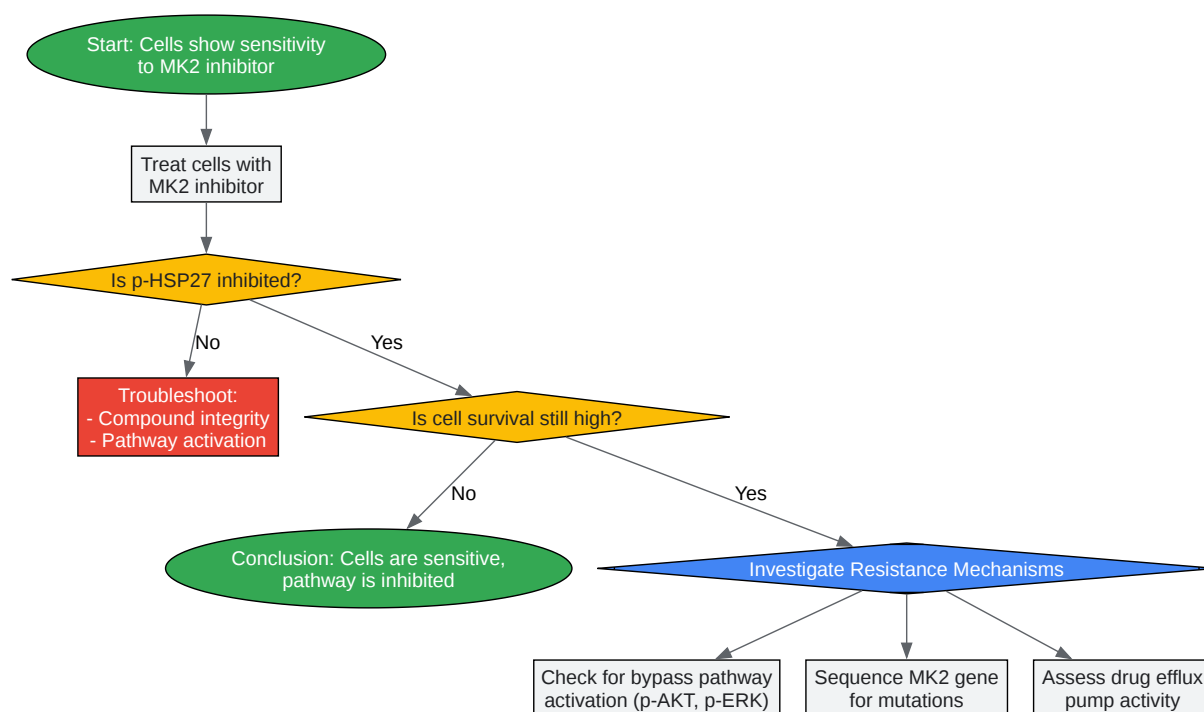 Start: Cells show sensitivity
to MK2 inhibitor
Treat cells with
MK2 inhibitor
Is p-HSP27 inhibited?
No
Yes
Troubleshoot:
- Compound integrity
- Pathway activation
Is cell survival still high?
No
Yes
Conclusion: Cells are sensitive,
pathway is inhibited
Investigate Resistance Mechanisms
Check for bypass pathway
activation (p-AKT, p-ERK)
Sequence MK2 gene
for mutations
Assess drug efflux
pump activity